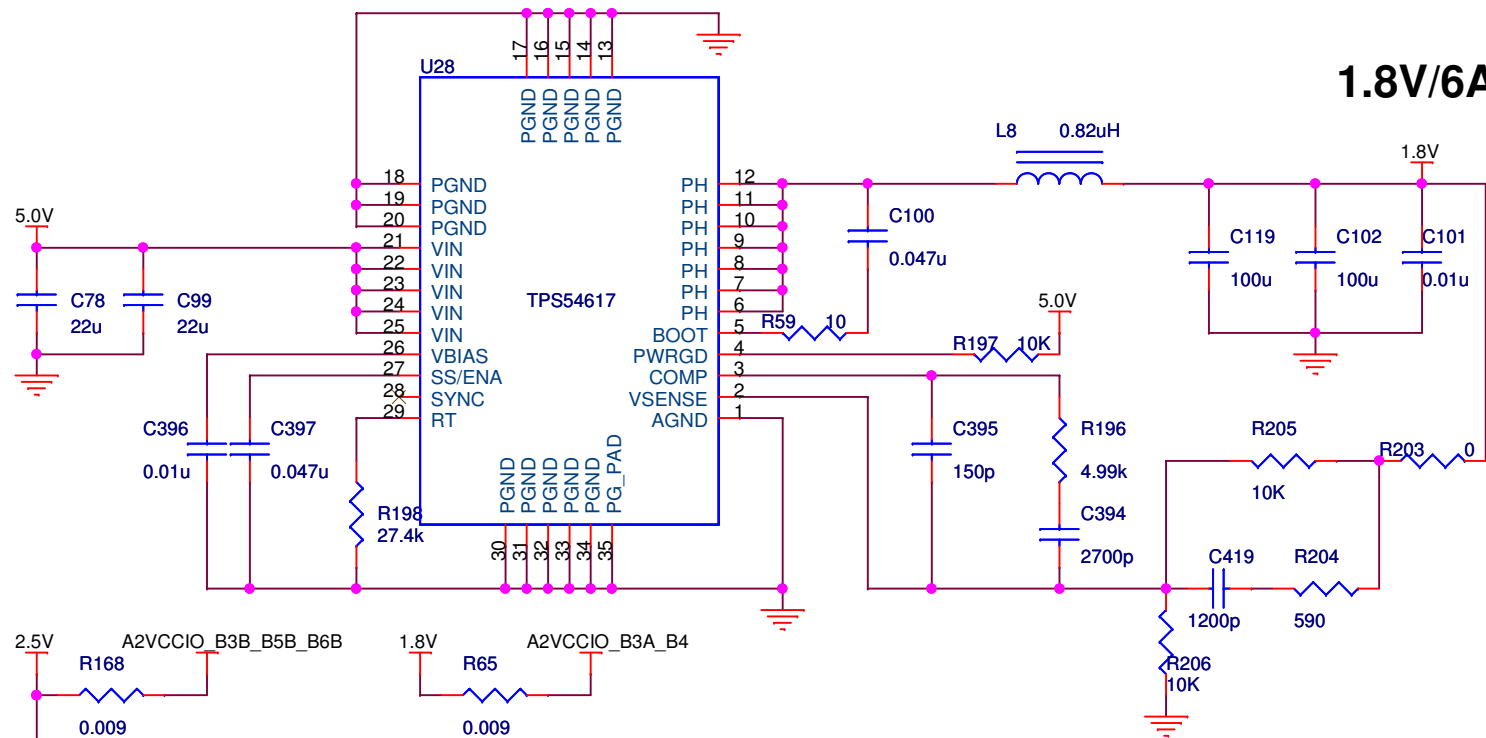 1.8V/6A
U28
17
16
15
14
13
PGND
PGND
PGND
PGND
PGND
L8 0.82uH
1.8V
5.0V
18 PGND PH 12
19 PGND PH 11
20 PGND PH 10
21 VIN PH 9
22 VIN PH 8
23 VIN PH 7
24 VIN PH 6
25 VIN BOOT 5
26 VBIAS PWRGD 4
27 SS/ENA COMP 3
28 SYNC VSENSE 2
29 RT AGND 1
TPS54617
C78
22u
C99
22u
C100
0.047u
C119
100u
C102
100u
C101
0.01u
R59 10
5.0V
R197 10K
C396
0.01u
C397
0.047u
R198
27.4k
C395
150p
R196
4.99k
C394
2700p
R205
10K
R203 0
C419
1200p
R204
590
R206
10K
PGND
PGND
PGND
PGND
PGND
PG_PAD
30
31
32
33
34
35
2.5V
A2VCCIO_B3B_B5B_B6B
R168
0.009
1.8V
A2VCCIO_B3A_B4
R65
0.009